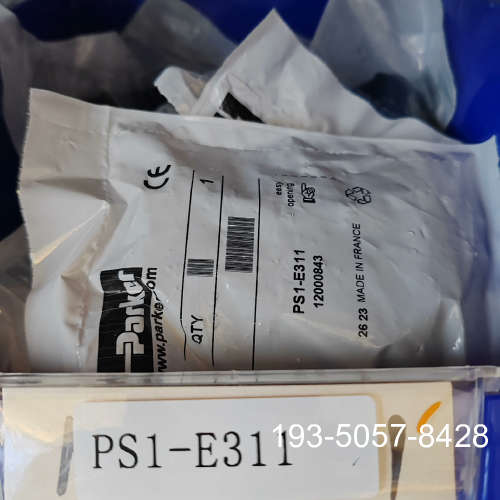 CE
Parker
www.parker.com
QTY
1
easy
opening
PS1-E311
12000843
26 23 MADE IN FRANCE
PS1-E311
193-5057-8428